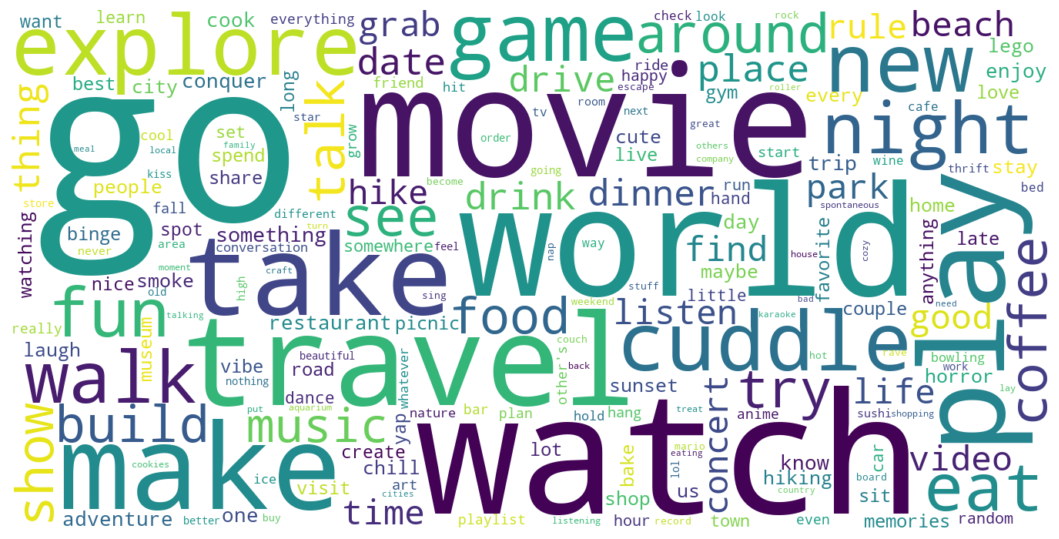 want
learn
cook
everything
grab
game
around
check
look
rock
rule
beach
explore
best
city
conquer
long
date
friend
hit
drive
happy
ride
escape
gym
place
roller
new
lego
enjoy
every
love
go
thing
meal
cool
local
kiss
set
family
spend
share
star
talk
grow
movie
tv
room
order
next
cute
live
great
others
company
start
cafe
night
trip
wine
thrift
stay
people
store
binge
never
fall
area
spot
something
conversation
different
turn
hike
become
see
somewhere
feel
drink
going
dinner
run
hand
day
park
spontaneous
bed
home
watching
moment
nice
smoke
old
high
craft
take
sing
world
nap
way
stuff
find
maybe
house
bad
cozy
favorite
anything
late
need
play
fun
really
talking
restaurant
picnic
food
weekend
listen
little
karaoke
couple
good
coffee
laugh
museum
vibe
nothing
beautiful
road
dance
travel
whatever
couch
other's
back
cuddle
hot
rave
bowling
work
horror
lay
walk
sunset
try
life
sushi
shopping
show
build
put
aquarium
music
nature
yap
bar
plan
hold
hang
treat
concert
anime
make
cookies
ice
create
chill
art
visit
cities
watch
lot
mario
eating
lol
bake
us
shop
know
hiking
country
board
car
sit
video
eat
adventure
better
one
buy
time
playlist
listening
hour
record
town
even
memories
random